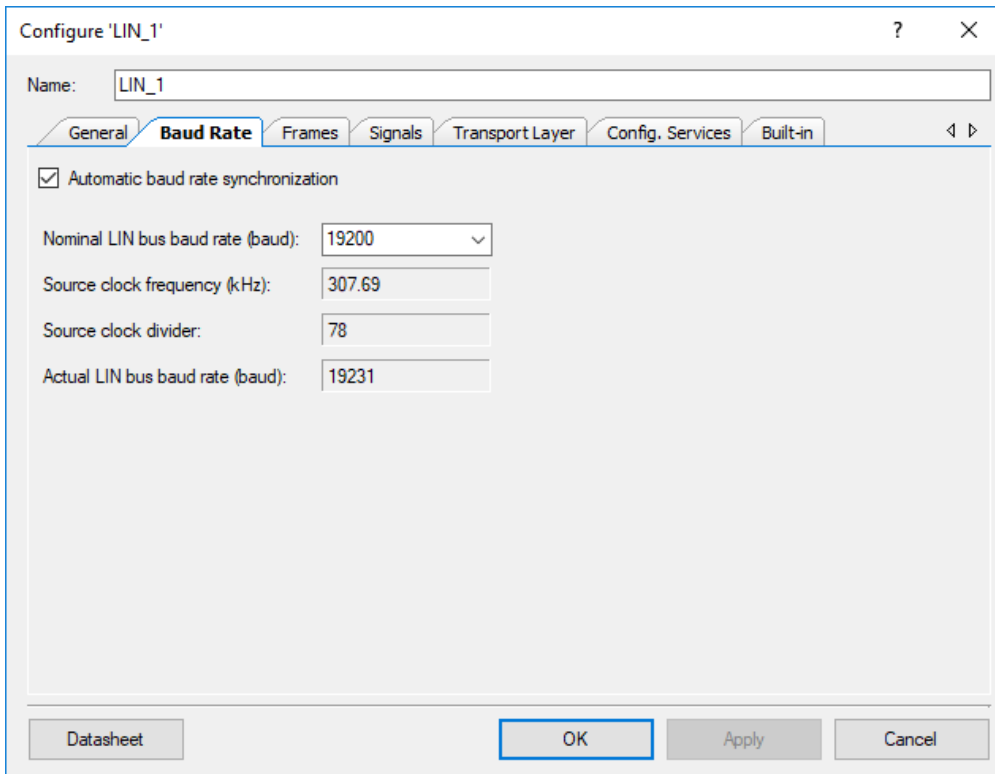 Configure 'LIN_1'
?
Name: LIN_1
General Baud Rate Frames Signals Transport Layer Config. Services Built-in
Automatic baud rate synchronization
Nominal LIN bus baud rate (baud): 19200
Source clock frequency (kHz): 307.69
Source clock divider: 78
Actual LIN bus baud rate (baud): 19231
Datasheet OK Apply Cancel